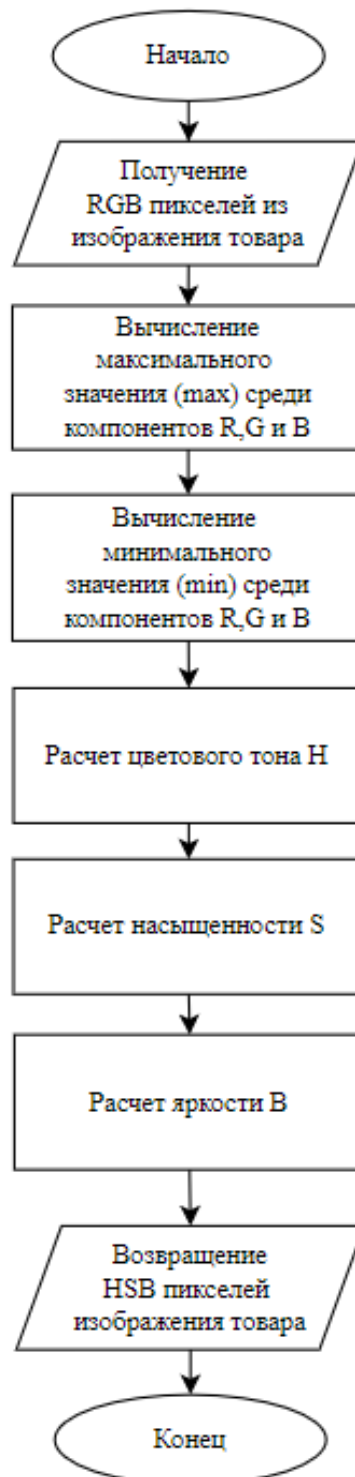 Начало
Получение
RGB пикселей из
изображения товара
Вычисление
максимального
значения (max) среди
компонентов R,G и B
Вычисление
минимального
значения (min) среди
компонентов R,G и B
Расчет цветового тона H
Расчет насыщенности S
Расчет яркости B
Возвращение
HSB пикселей
изображения товара
Конец